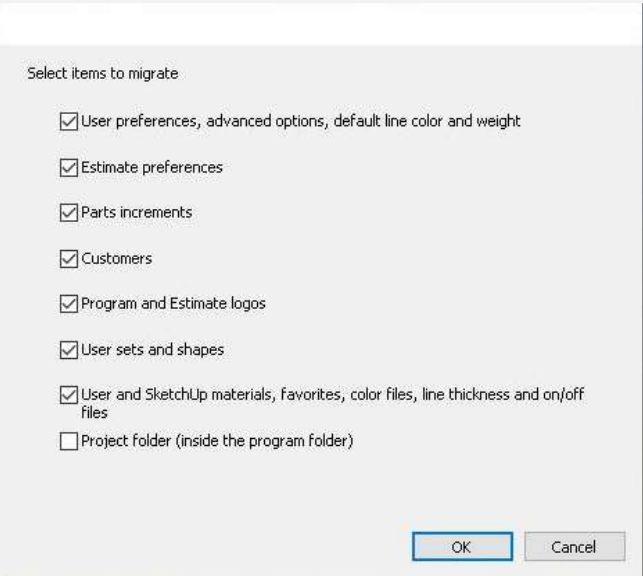 Select items to migrate
User preferences, advanced options, default line color and weight
Estimate preferences
Parts increments
Customers
Program and Estimate logos
User sets and shapes
User and SketchUp materials, favorites, color files, line thickness and on/off
files
Project folder (inside the program folder)
OK Cancel